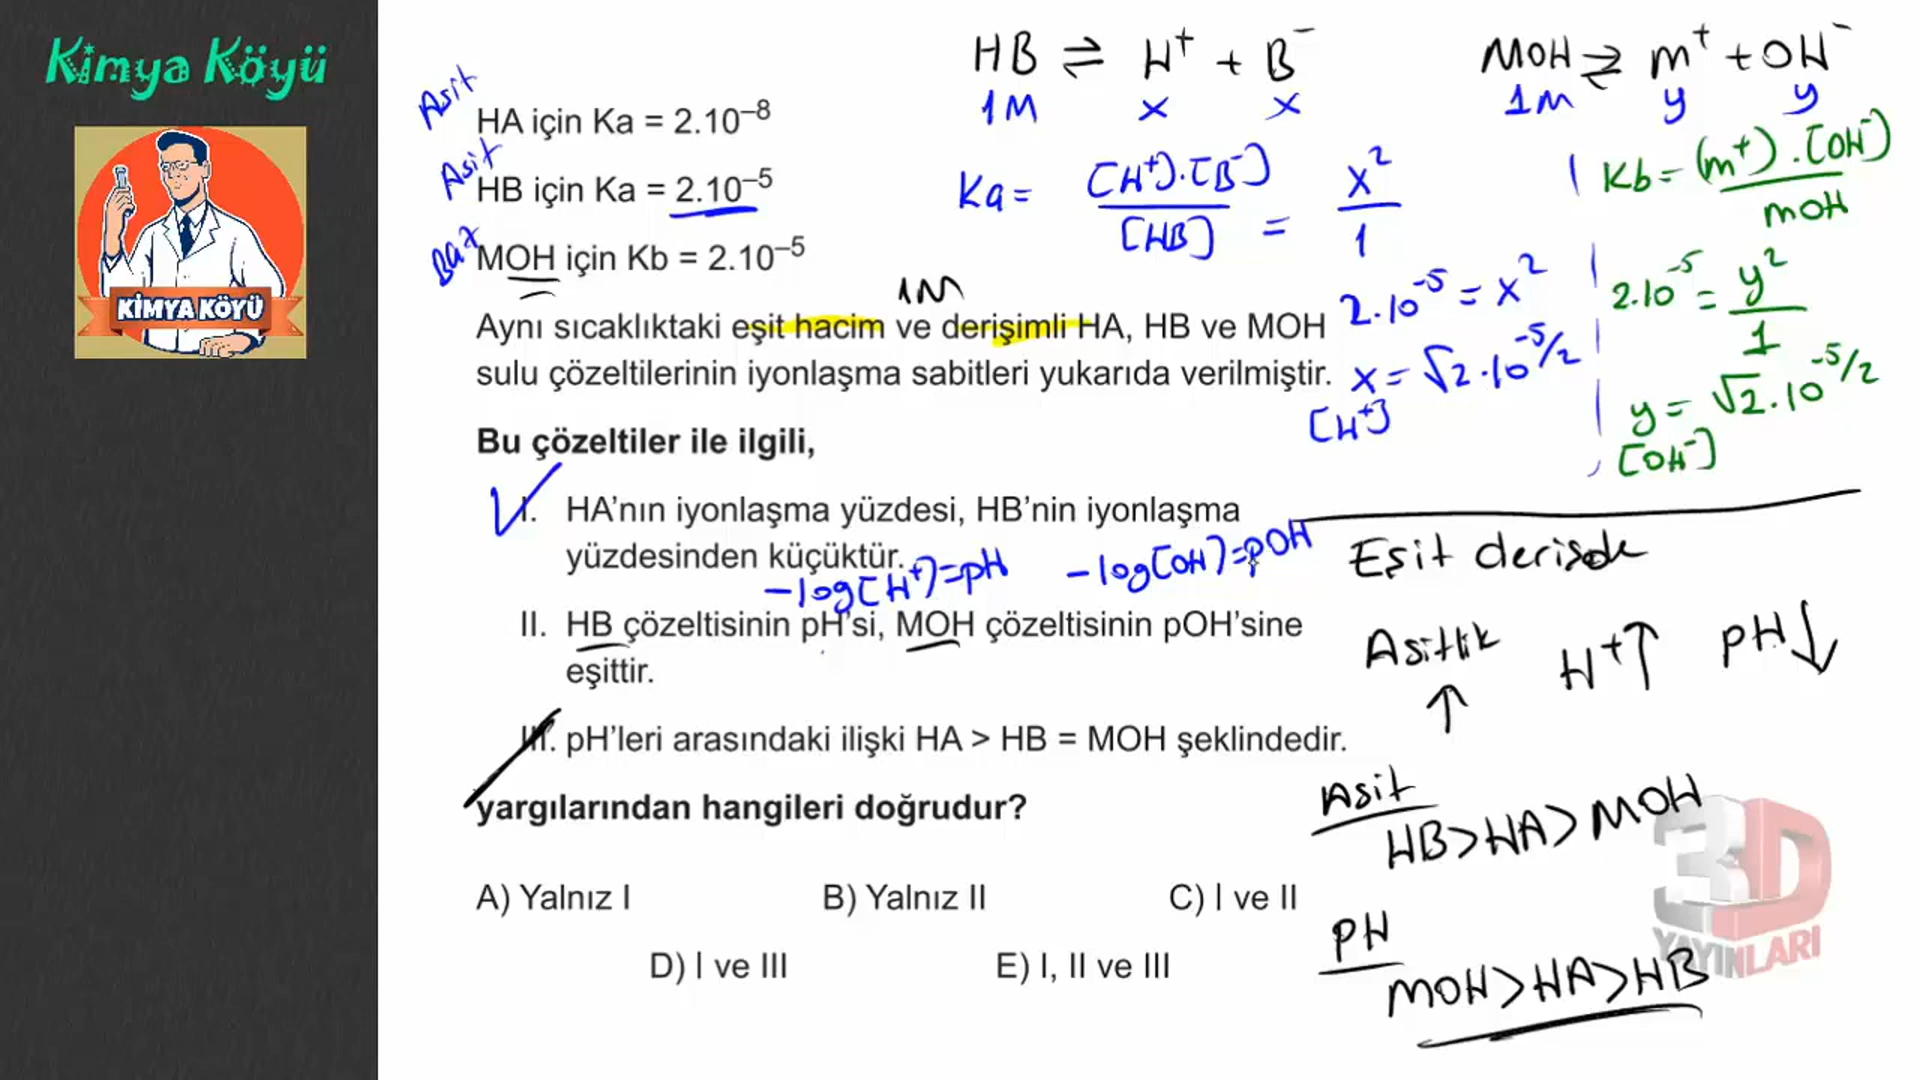 Kimya Köyü
KİMYA KÖYÜ
Asit
HA için Ka = 2.10⁻⁸
Asit
HB için Ka = 2.10⁻⁵
Baz
MOH için Kb = 2.10⁻⁵
1M
Aynı sıcaklıktaki eşit hacim ve derişimli HA, HB ve MOH
sulu çözeltilerinin iyonlaşma sabitleri yukarıda verilmiştir.
Bu çözeltiler ile ilgili,
I. HA’nın iyonlaşma yüzdesi, HB’nin iyonlaşma
yüzdesinden küçüktür.
-log[H⁺)=pH -log[OH)=pOH
II. HB çözeltisinin pH’si, MOH çözeltisinin pOH’sine
eşittir.
III. pH’leri arasındaki ilişki HA > HB = MOH şeklindedir.
yargılarından hangileri doğrudur?
A) Yalnız I B) Yalnız II C) I ve II
D) I ve III E) I, II ve III
HB ⇌ H⁺ + B⁻
1M x x
Ka = [H⁺).[B⁻] / [HB] = x² / 1
2.10⁻⁵ = x²
x = √2.10⁻⁵/²
[H⁺]
MOH ⇌ m⁺ + OH⁻
1M y y
Kb = (m⁺).[OH⁻) / MOH
2.10⁻⁵ = y² / 1
y = √2.10⁻⁵/²
[OH⁻]
Eşit derişde
Asitlik ↑ H⁺↑ pH↓
Asit
HB>HA>MOH
PH
MOH>HA>HB
3D
YAYINLARI